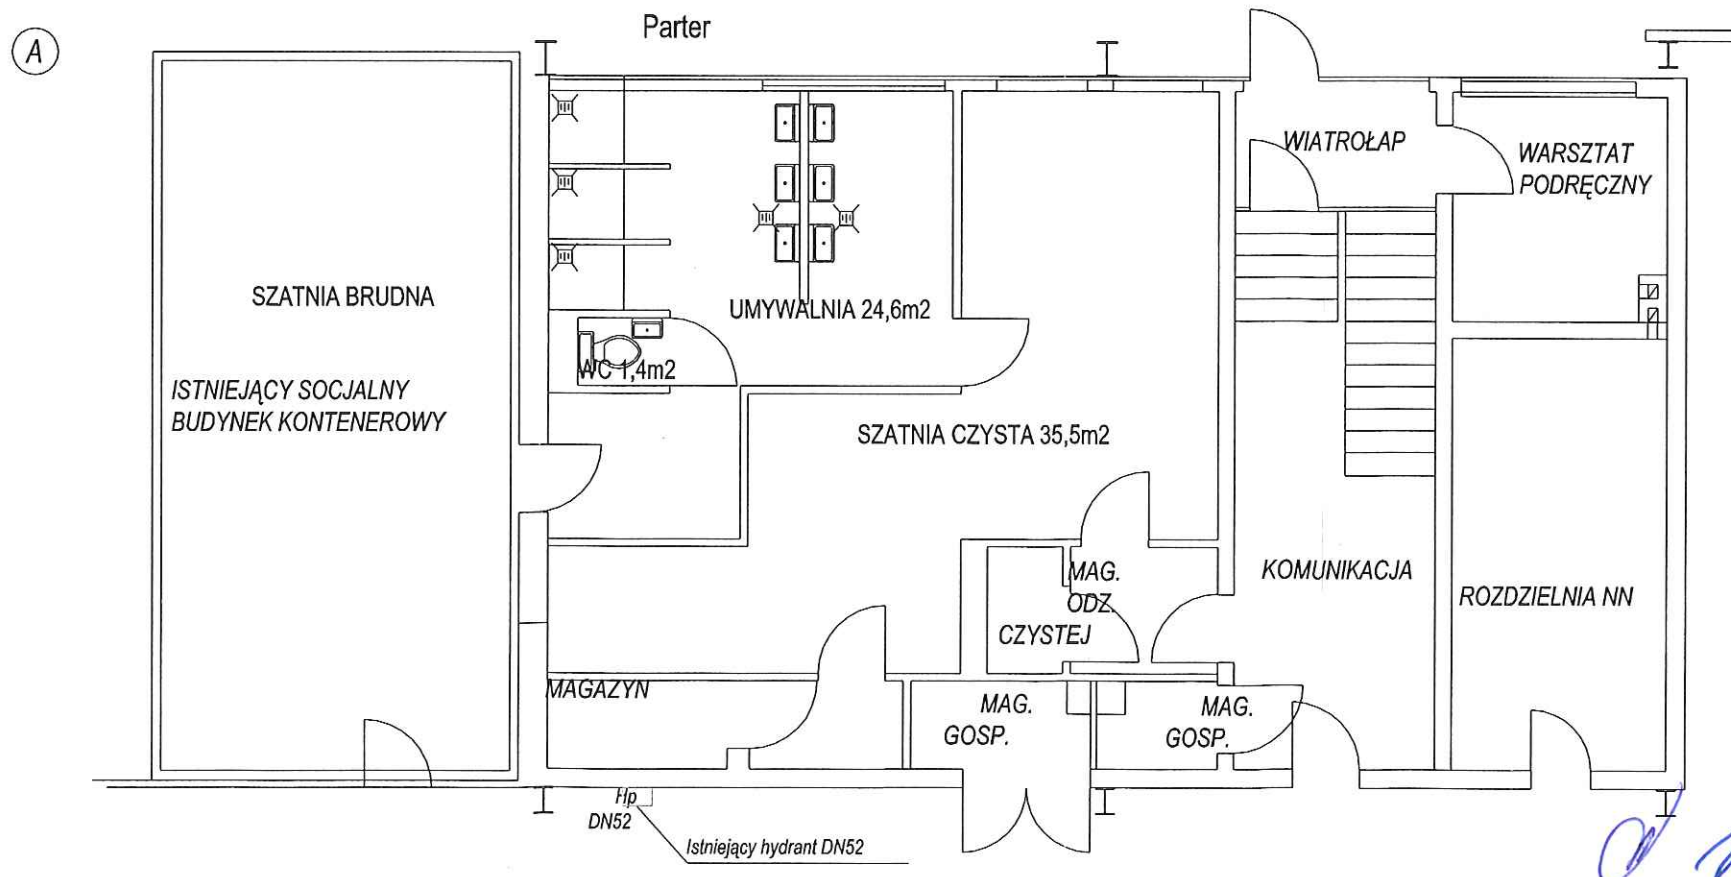 Parter
A
WIATROŁAP
WARSZTAT
PODRĘCZNY
SZATNIA BRUDNA
UMYWALNIA 24,6m2
WC 1,4m2
ISTNIEJĄCY SOCJALNY
BUDYNEK KONTENEROWY
SZATNIA CZYSTA 35,5m2
MAG.
ODZ.
CZYSTEJ
KOMUNIKACJA
ROZDZIELNIA NN
MAGAZYN
MAG.
GOSP.
MAG.
GOSP.
Hp
DN52
Istniejący hydrant DN52